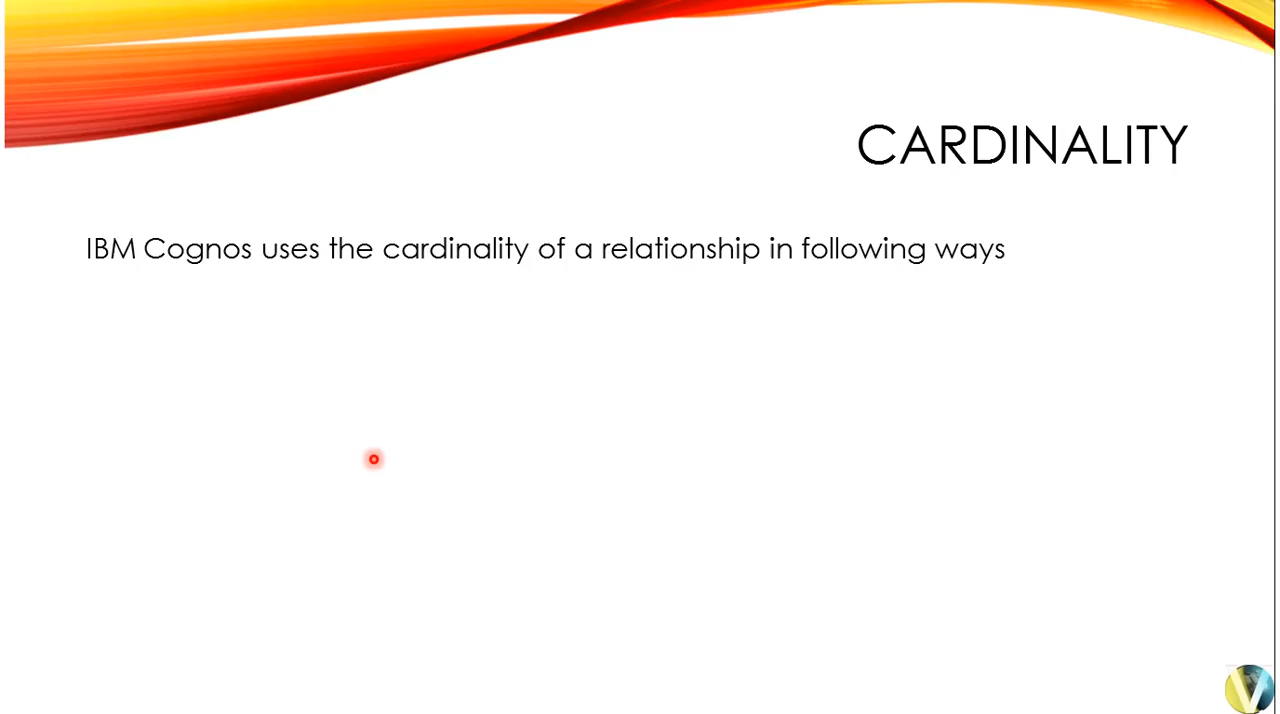 CARDINALITY
IBM Cognos uses the cardinality of a relationship in following ways
V